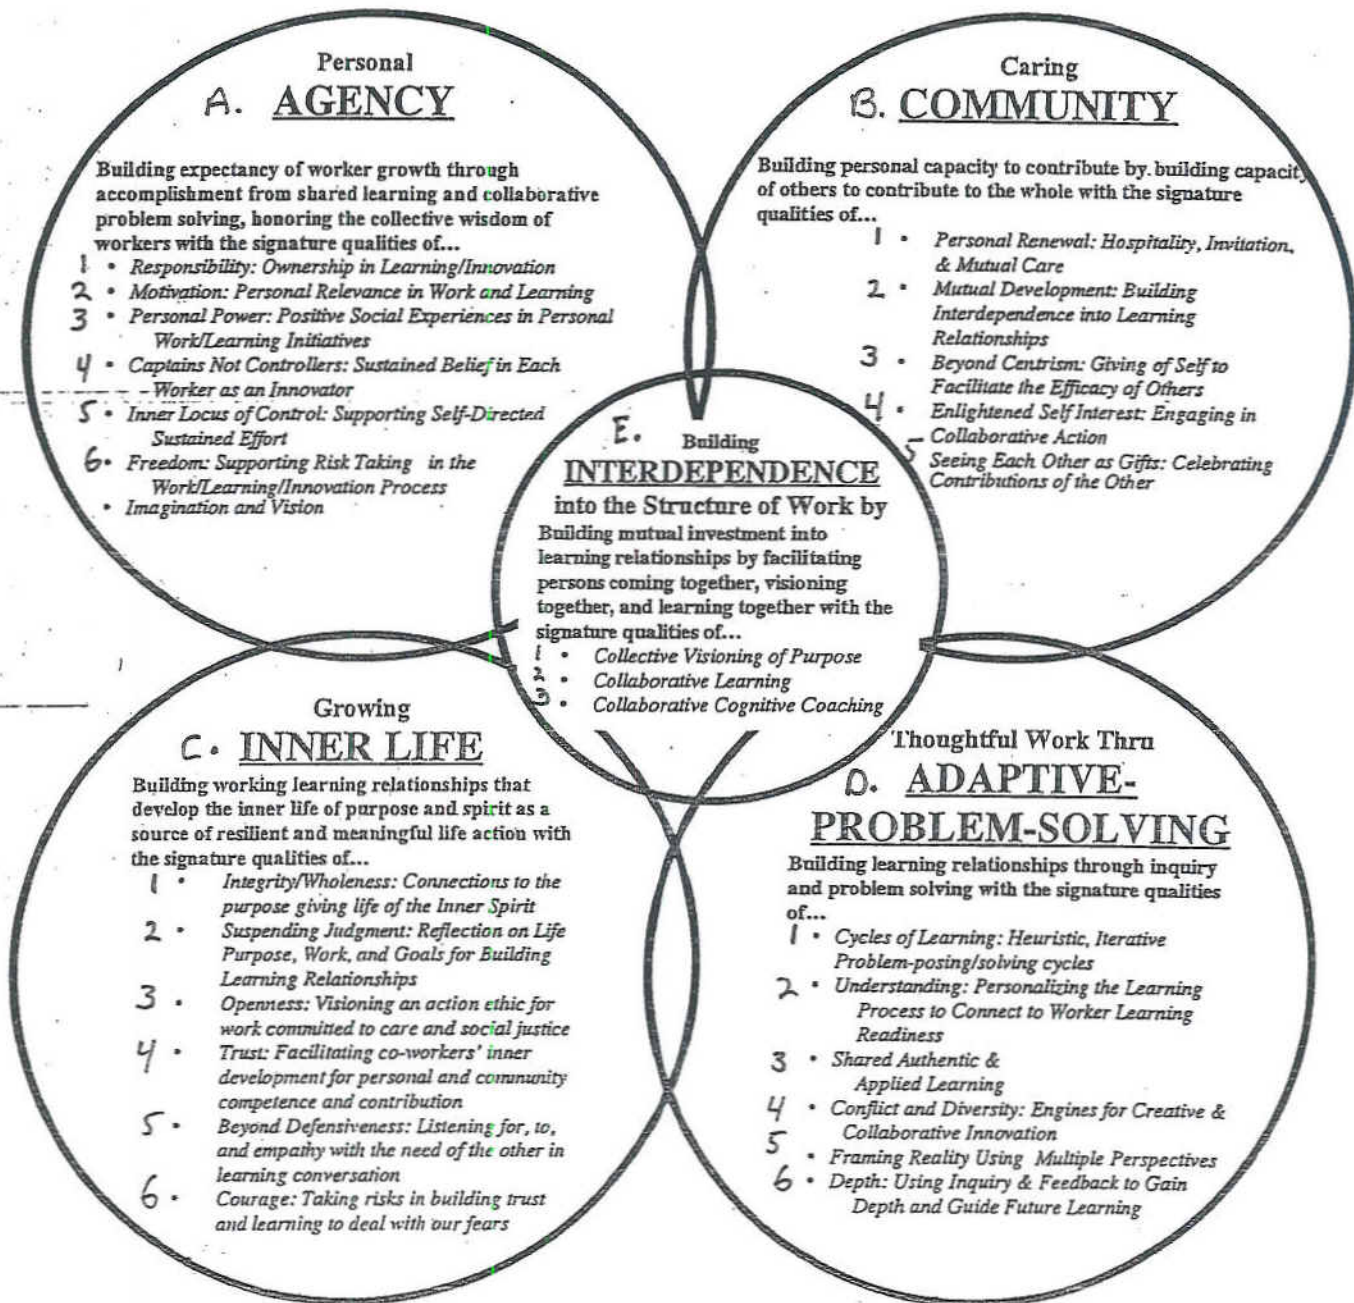 Personal
A. AGENCY
Building expectancy of worker growth through
accomplishment from shared learning and collaborative
problem solving, honoring the collective wisdom of
workers with the signature qualities of...
1 • Responsibility: Ownership in Learning/Innovation
2 • Motivation: Personal Relevance in Work and Learning
3 • Personal Power: Positive Social Experiences in Personal
Work/Learning Initiatives
4 • Captains Not Controllers: Sustained Belief in Each
Worker as an Innovator
5 • Inner Locus of Control: Supporting Self-Directed
Sustained Effort
6 • Freedom: Supporting Risk Taking in the
Work/Learning/Innovation Process
• Imagination and Vision
Caring
B. COMMUNITY
Building personal capacity to contribute by. building capacity
of others to contribute to the whole with the signature
qualities of...
1 • Personal Renewal: Hospitality, Invitation,
& Mutual Care
2 • Mutual Development: Building
Interdependence into Learning
Relationships
3 • Beyond Centrism: Giving of Self to
Facilitate the Efficacy of Others
4 • Enlightened Self Interest: Engaging in
Collaborative Action
5 Seeing Each Other as Gifts: Celebrating
Contributions of the Other
E. Building
INTERDEPENDENCE
into the Structure of Work by
Building mutual investment into
learning relationships by facilitating
persons coming together, visioning
together, and learning together with the
signature qualities of...
1 • Collective Visioning of Purpose
2 • Collaborative Learning
3 • Collaborative Cognitive Coaching
Growing
C. INNER LIFE
Building working learning relationships that
develop the inner life of purpose and spirit as a
source of resilient and meaningful life action with
the signature qualities of...
1 • Integrity/Wholeness: Connections to the
purpose giving life of the Inner Spirit
2 • Suspending Judgment: Reflection on Life
Purpose, Work, and Goals for Building
Learning Relationships
3 • Openness: Visioning an action ethic for
work committed to care and social justice
4 • Trust: Facilitating co-workers' inner
development for personal and community
competence and contribution
5 • Beyond Defensiveness: Listening for, to,
and empathy with the need of the other in
learning conversation
6 • Courage: Taking risks in building trust
and learning to deal with our fears
Thoughtful Work Thru
D. ADAPTIVE-
PROBLEM-SOLVING
Building learning relationships through inquiry
and problem solving with the signature qualities
of...
1 • Cycles of Learning: Heuristic, Iterative
Problem-posing/solving cycles
2 • Understanding: Personalizing the Learning
Process to Connect to Worker Learning
Readiness
3 • Shared Authentic &
Applied Learning
4 • Conflict and Diversity: Engines for Creative &
Collaborative Innovation
5 • Framing Reality Using Multiple Perspectives
6 • Depth: Using Inquiry & Feedback to Gain
Depth and Guide Future Learning